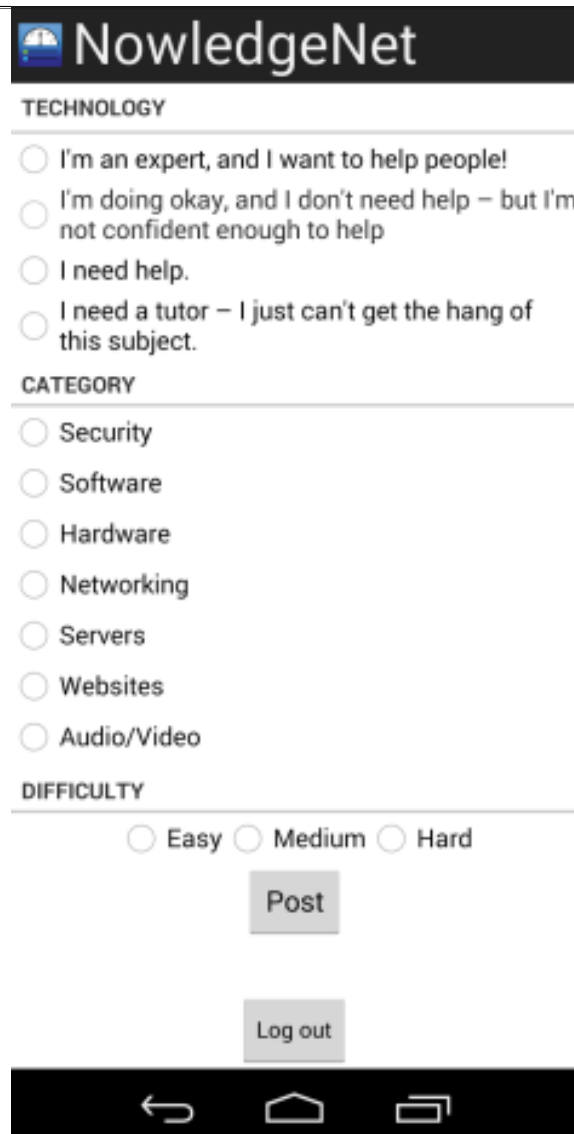 NowledgeNet
TECHNOLOGY
I'm an expert, and I want to help people!
I'm doing okay, and I don't need help – but I'm
not confident enough to help
I need help.
I need a tutor – I just can't get the hang of
this subject.
CATEGORY
Security
Software
Hardware
Networking
Servers
Websites
Audio/Video
DIFFICULTY
Easy Medium Hard
Post
Log out